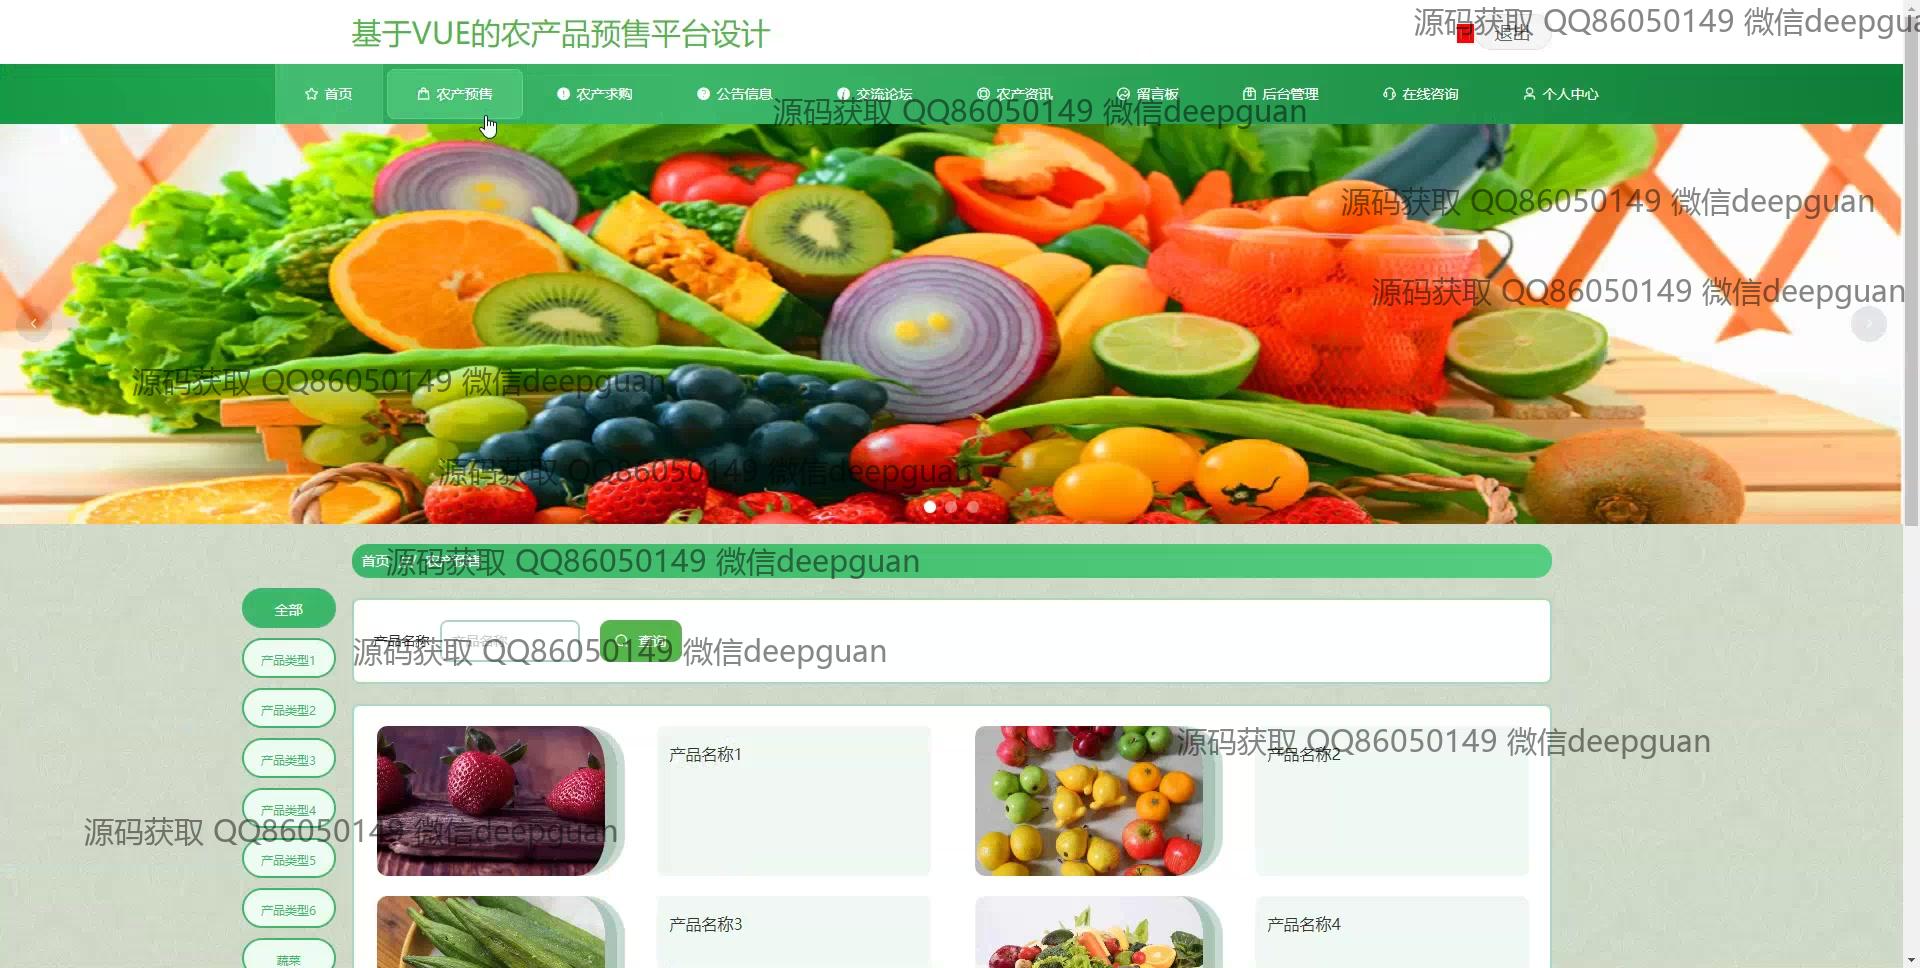 基于VUE的农产品预售平台设计
源码获取 QQ86050149 微信deepgua
退出
首页
农产预售
农产求购
公告信息
交流论坛
农产资讯
留言板
后台管理
在线咨询
个人中心
源码获取 QQ86050149 微信deepguan
源码获取 QQ86050149 微信deepguan
源码获取 QQ86050149 微信deepguan
源码获取 QQ86050149 微信deepguan
源码获取 QQ86050149 微信deepguan
首页
农产预售
源码获取 QQ86050149 微信deepguan
全部
产品类型1
产品类型2
产品类型3
产品类型4
产品类型5
产品类型6
蔬菜
产品名称
产品名称
查询
源码获取 QQ86050149 微信deepguan
产品名称1
产品名称2
源码获取 QQ86050149 微信deepguan
源码获取 QQ86050149 微信deepguan
产品名称3
产品名称4